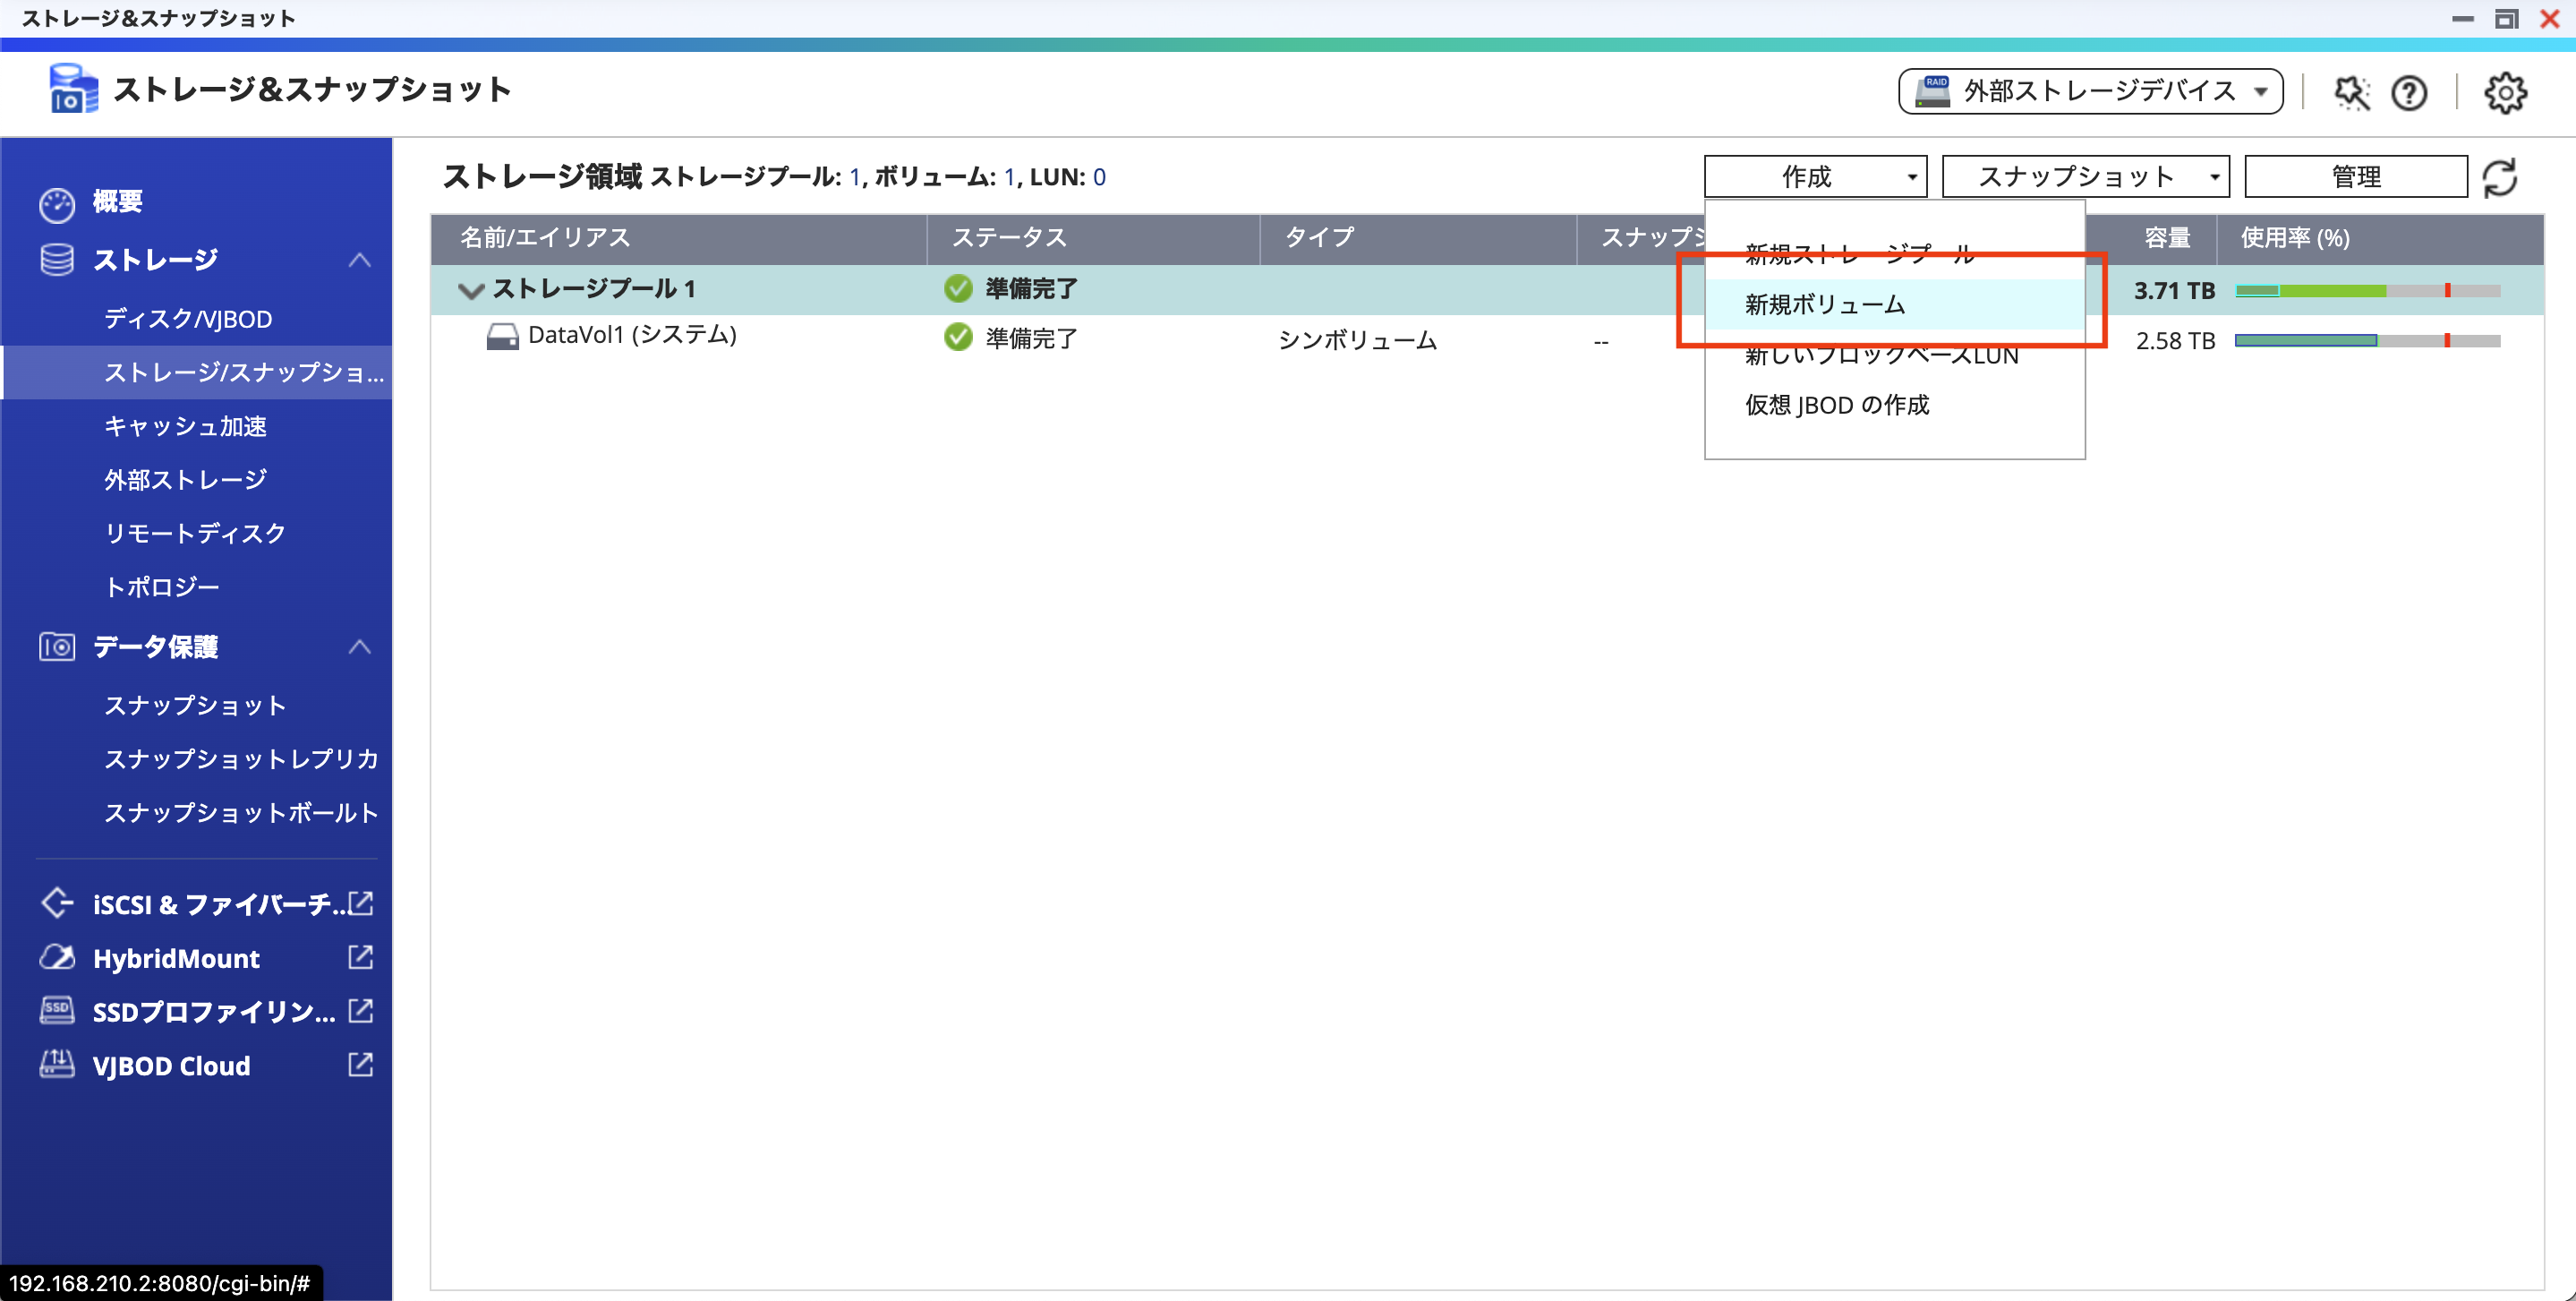 ストレージ&スナップショット
ストレージ&スナップショット
RAID 外部ストレージデバイス
概要
ストレージ
ディスク/VJBOD
ストレージ/スナップショ...
キャッシュ加速
外部ストレージ
リモートディスク
トポロジー
データ保護
スナップショット
スナップショットレプリカ
スナップショットボールト
iSCSI & ファイバーチ...
HybridMount
SSD SSDプロファイリン...
VJBOD Cloud
192.168.210.2:8080/cgi-bin/#
ストレージ領域 ストレージプール: 1, ボリューム: 1, LUN: 0
作成 スナップショット 管理
名前/エイリアス ステータス タイプ スナップシ 容量 使用率 (%)
ストレージプール 1 準備完了 3.71 TB
DataVol1 (システム) 準備完了 シンボリューム -- 2.58 TB
新規ストレージプール
新規ボリューム
新しいブロックベースLUN
仮想 JBOD の作成